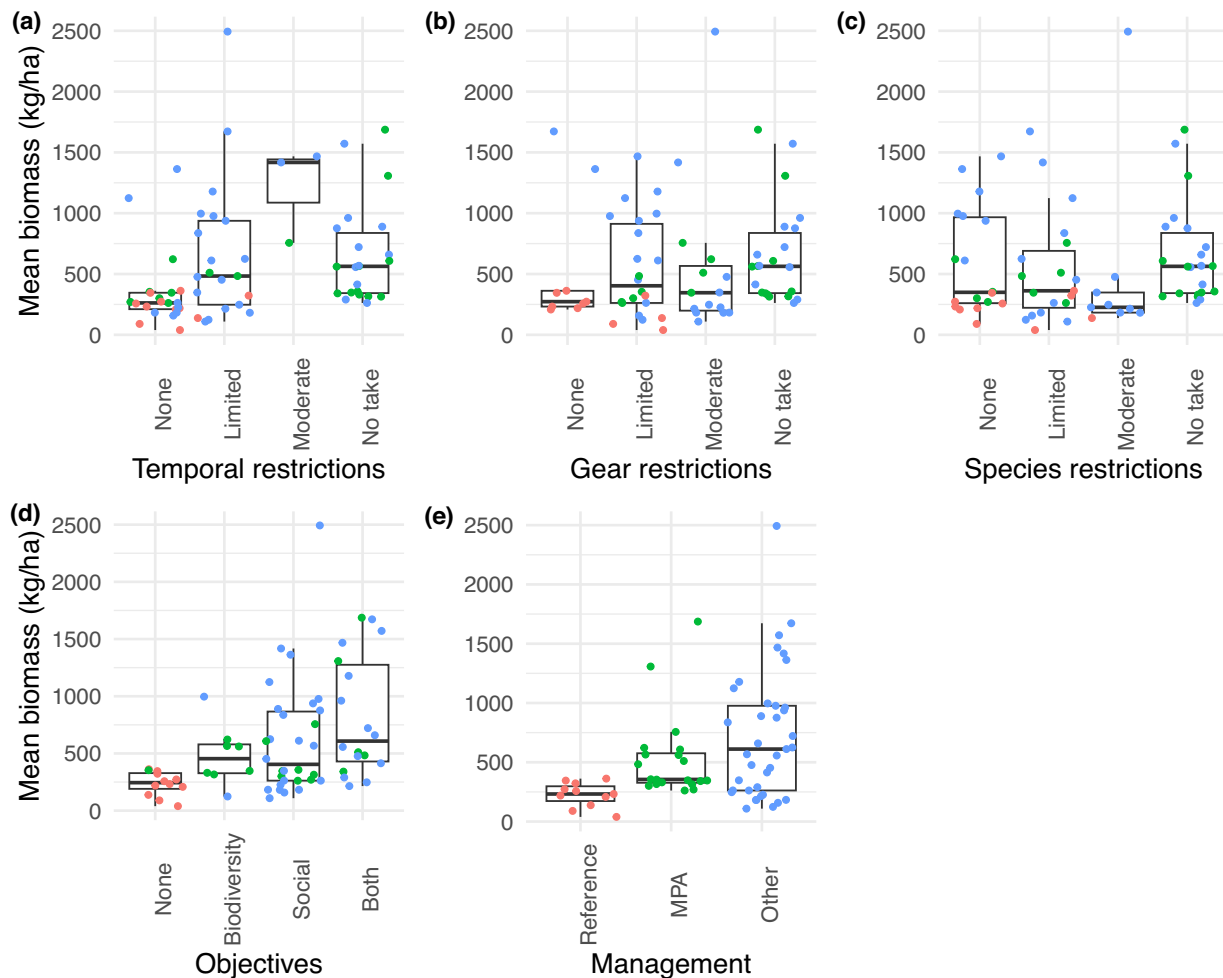 (a)
Mean biomass (kg/ha)
2500
2000
1500
1000
500
0
None
Limited
Moderate
No take
Temporal restrictions
(b)
2500
2000
1500
1000
500
0
None
Limited
Moderate
No take
Gear restrictions
(c)
2500
2000
1500
1000
500
0
None
Limited
Moderate
No take
Species restrictions
(d)
Mean biomass (kg/ha)
2500
2000
1500
1000
500
0
None
Biodiversity
Social
Both
Objectives
(e)
2500
2000
1500
1000
500
0
Reference
MPA
Other
Management